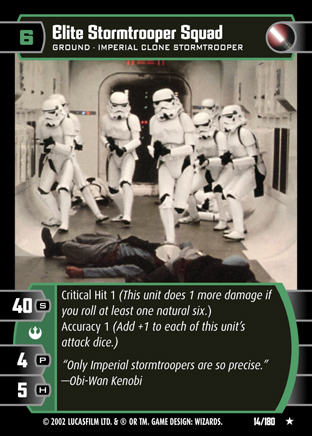 6
Elite Stormtrooper Squad
GROUND · IMPERIAL CLONE STORMTROOPER
40 S
Critical Hit 1 (This unit does 1 more damage if
you roll at least one natural six.)
Accuracy 1 (Add +1 to each of this unit's
attack dice.)
4 P
"Only Imperial stormtroopers are so precise."
5 H
—Obi-Wan Kenobi
© 2002 LUCASFILM LTD. & ® OR TM. GAME DESIGN: WIZARDS. 14/180